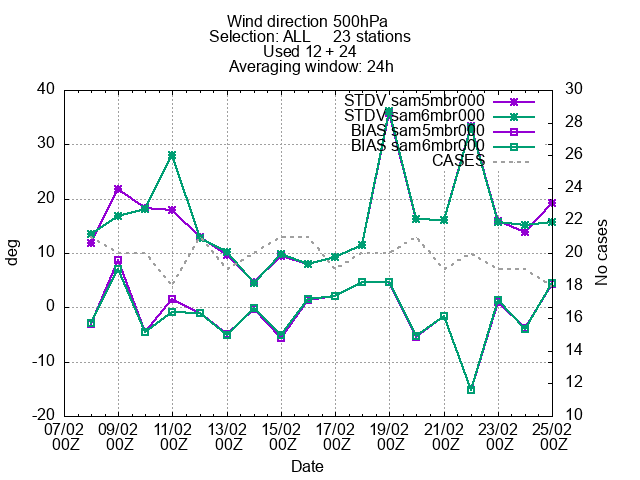 Wind direction 500hPa
Selection: ALL     23 stations
Used 12 + 24
Averaging window: 24h
STDV sam5mbr000
STDV sam6mbr000
BIAS sam5mbr000
BIAS sam6mbr000
CASES
40
30
20
10
0
-10
-20
deg
30
28
26
24
22
20
18
16
14
12
10
No cases
07/02 09/02 11/02 13/02 15/02 17/02 19/02 21/02 23/02 25/02
00Z 00Z 00Z 00Z 00Z 00Z 00Z 00Z 00Z 00Z
Date